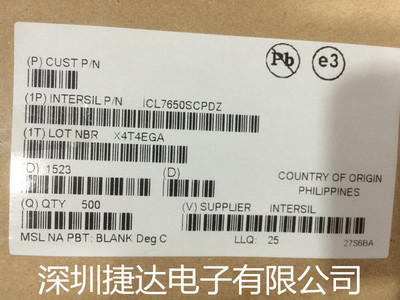 Pb e3
(P) CUST P/N
(1P) INTERSIL P/N ICL7650SCPDZ
(1T) LOT NBR X4T4EGA
(D) 1523 (D)
COUNTRY OF ORIGIN
PHILIPPINES
(Q) QTY 500 (V) SUPPLIER INTERSIL
MSL NA PBT: BLANK Deg C LLQ: 25 27S6BA
深圳捷达电子有限公司